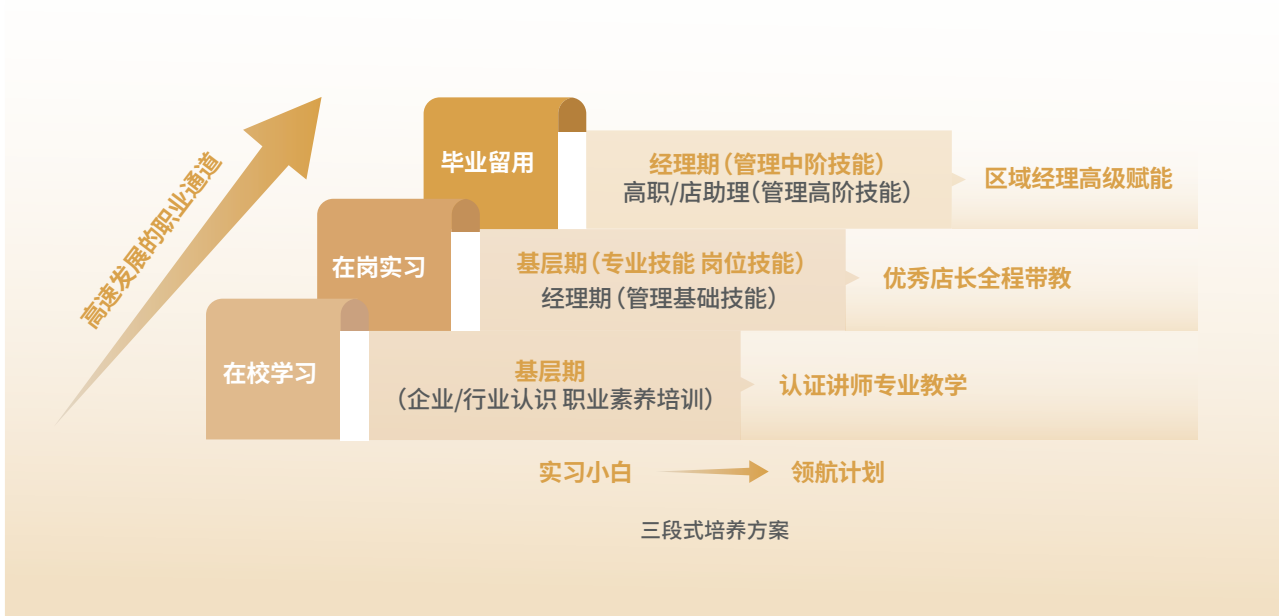 高速发展的职业通道
毕业留用
经理期（管理中阶技能）
高职/店助理（管理高阶技能）
区域经理高级赋能
在岗实习
基层期（专业技能 岗位技能）
经理期（管理基础技能）
优秀店长全程带教
在校学习
基层期
（企业/行业认识 职业素养培训）
认证讲师专业教学
实习小白
领航计划
三段式培养方案